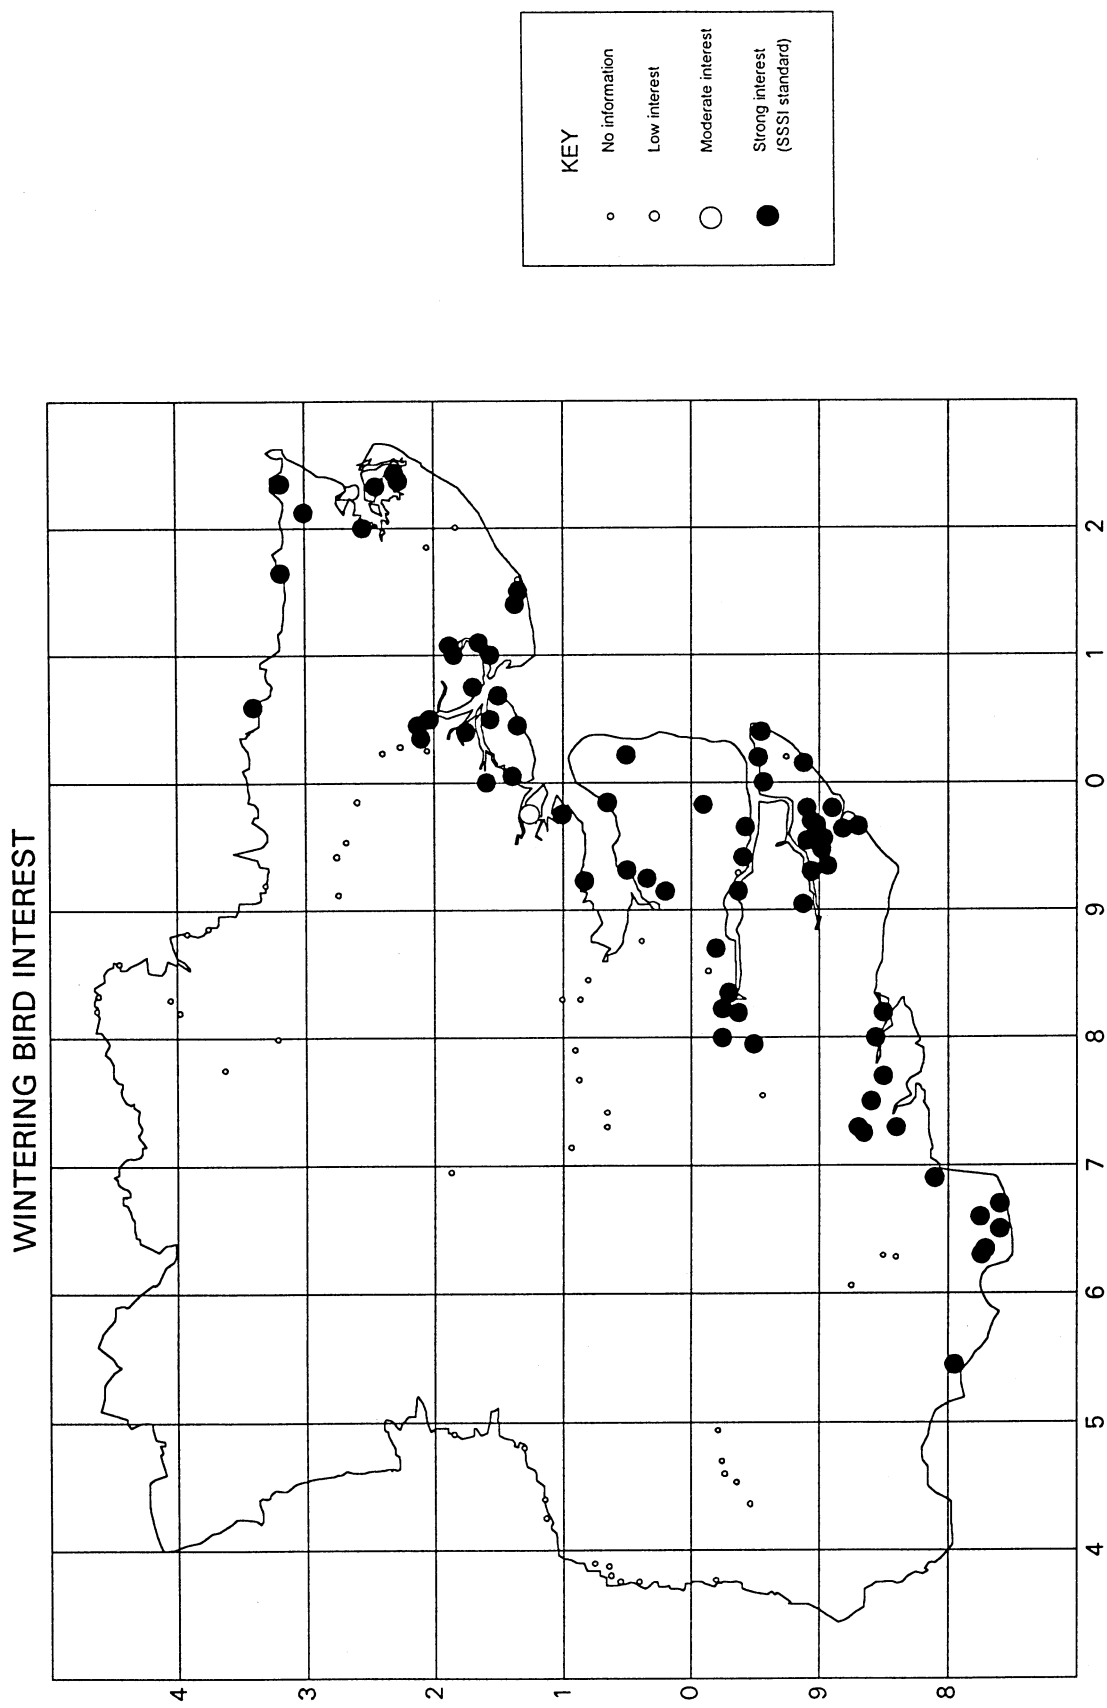 WINTERING BIRD INTEREST
KEY
No information
Low interest
Moderate interest
Strong interest
(SSSI standard)
4
3
2
1
0
9
8
4
5
6
7
8
9
0
1
2